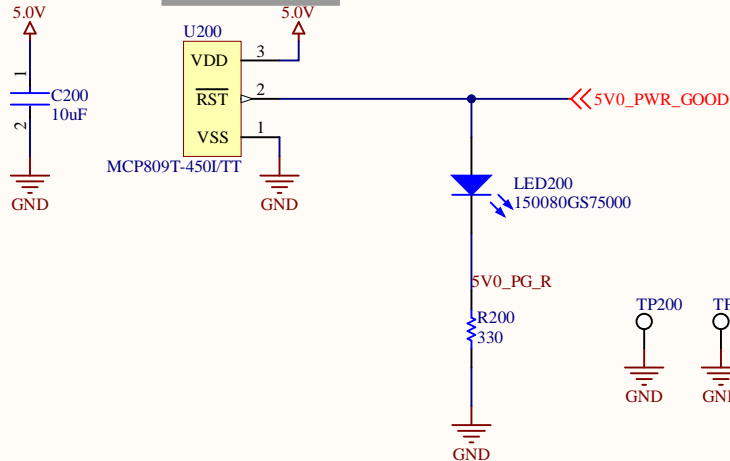 5.0V
5.0V
U200
VDD
3
1
C200
10uF
RST
2
5V0_PWR_GOOD
2
VSS
1
MCP809T-450I/TT
GND
GND
LED200
150080GS75000
5V0_PG_R
R200
330
TP200
GND
GND